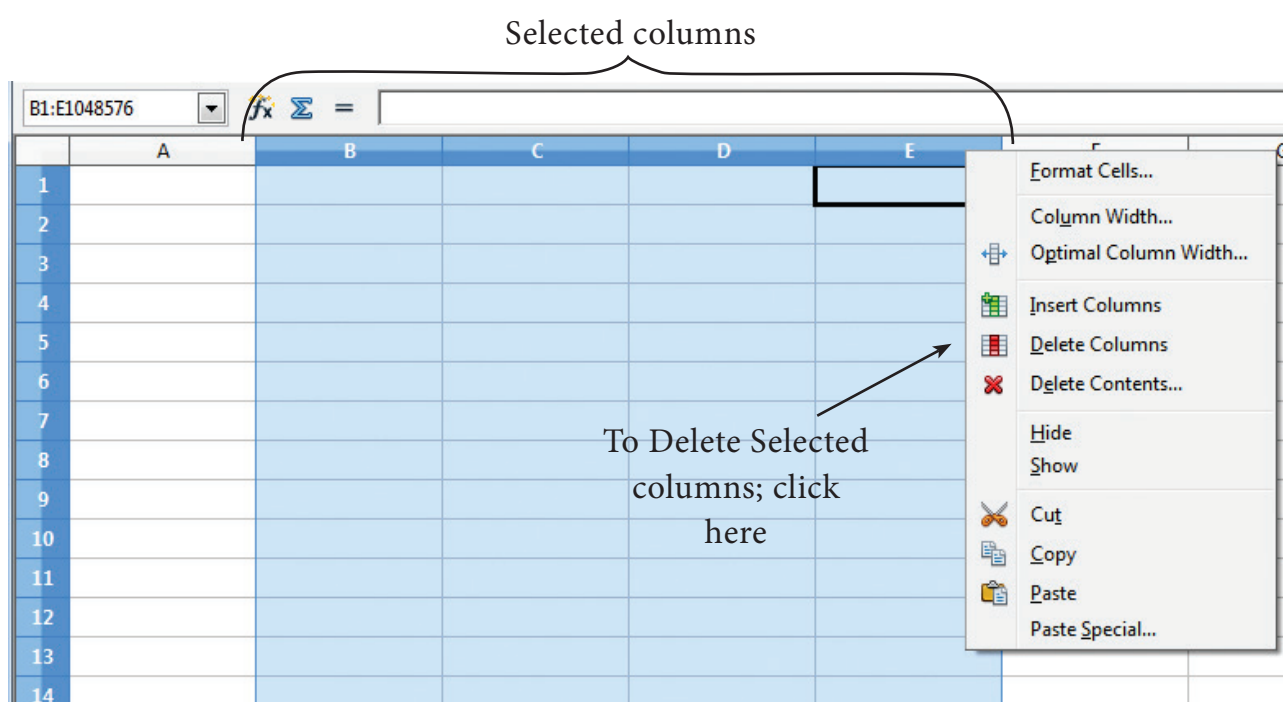 Selected columns
B1:E1048576 fx Σ =
A B C D E
1
2
3
4
5
6
7
8
9
10
11
12
13
14
Format Cells...
Column Width...
Optimal Column Width...
Insert Columns
Delete Columns
Delete Contents...
Hide
Show
Cut
Copy
Paste
Paste Special...
To Delete Selected
columns; click
here